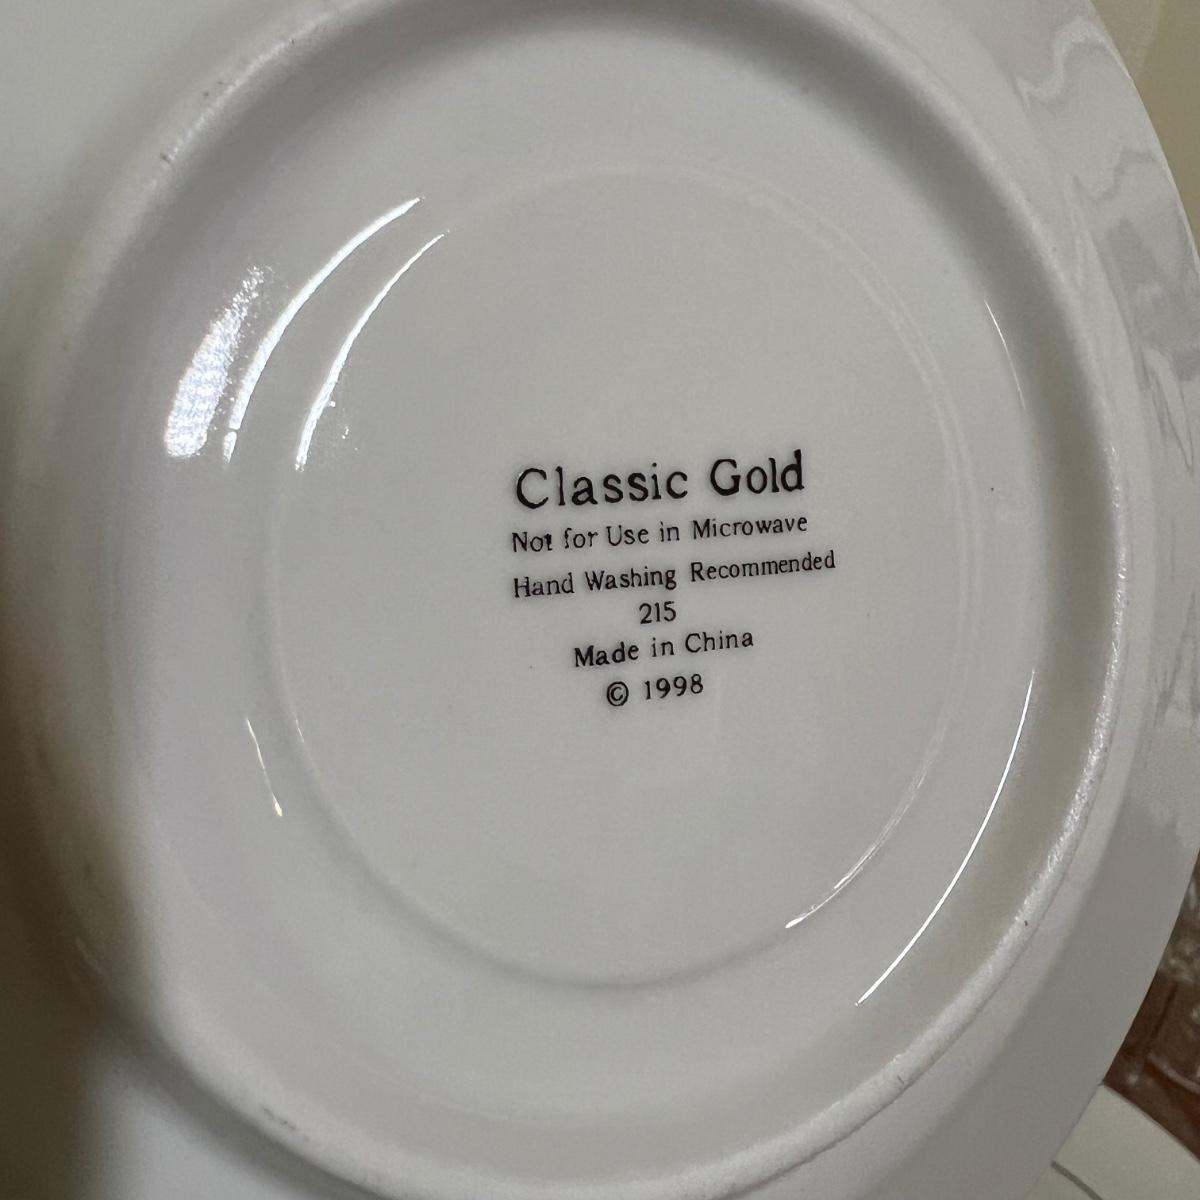 Classic Gold
Not for Use in Microwave
Hand Washing Recommended
215
Made in China
© 1998